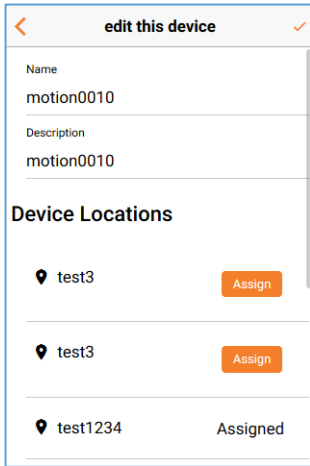 edit this device
Name
motion0010
Description
motion0010
Device Locations
test3 Assign
test3 Assign
test1234 Assigned